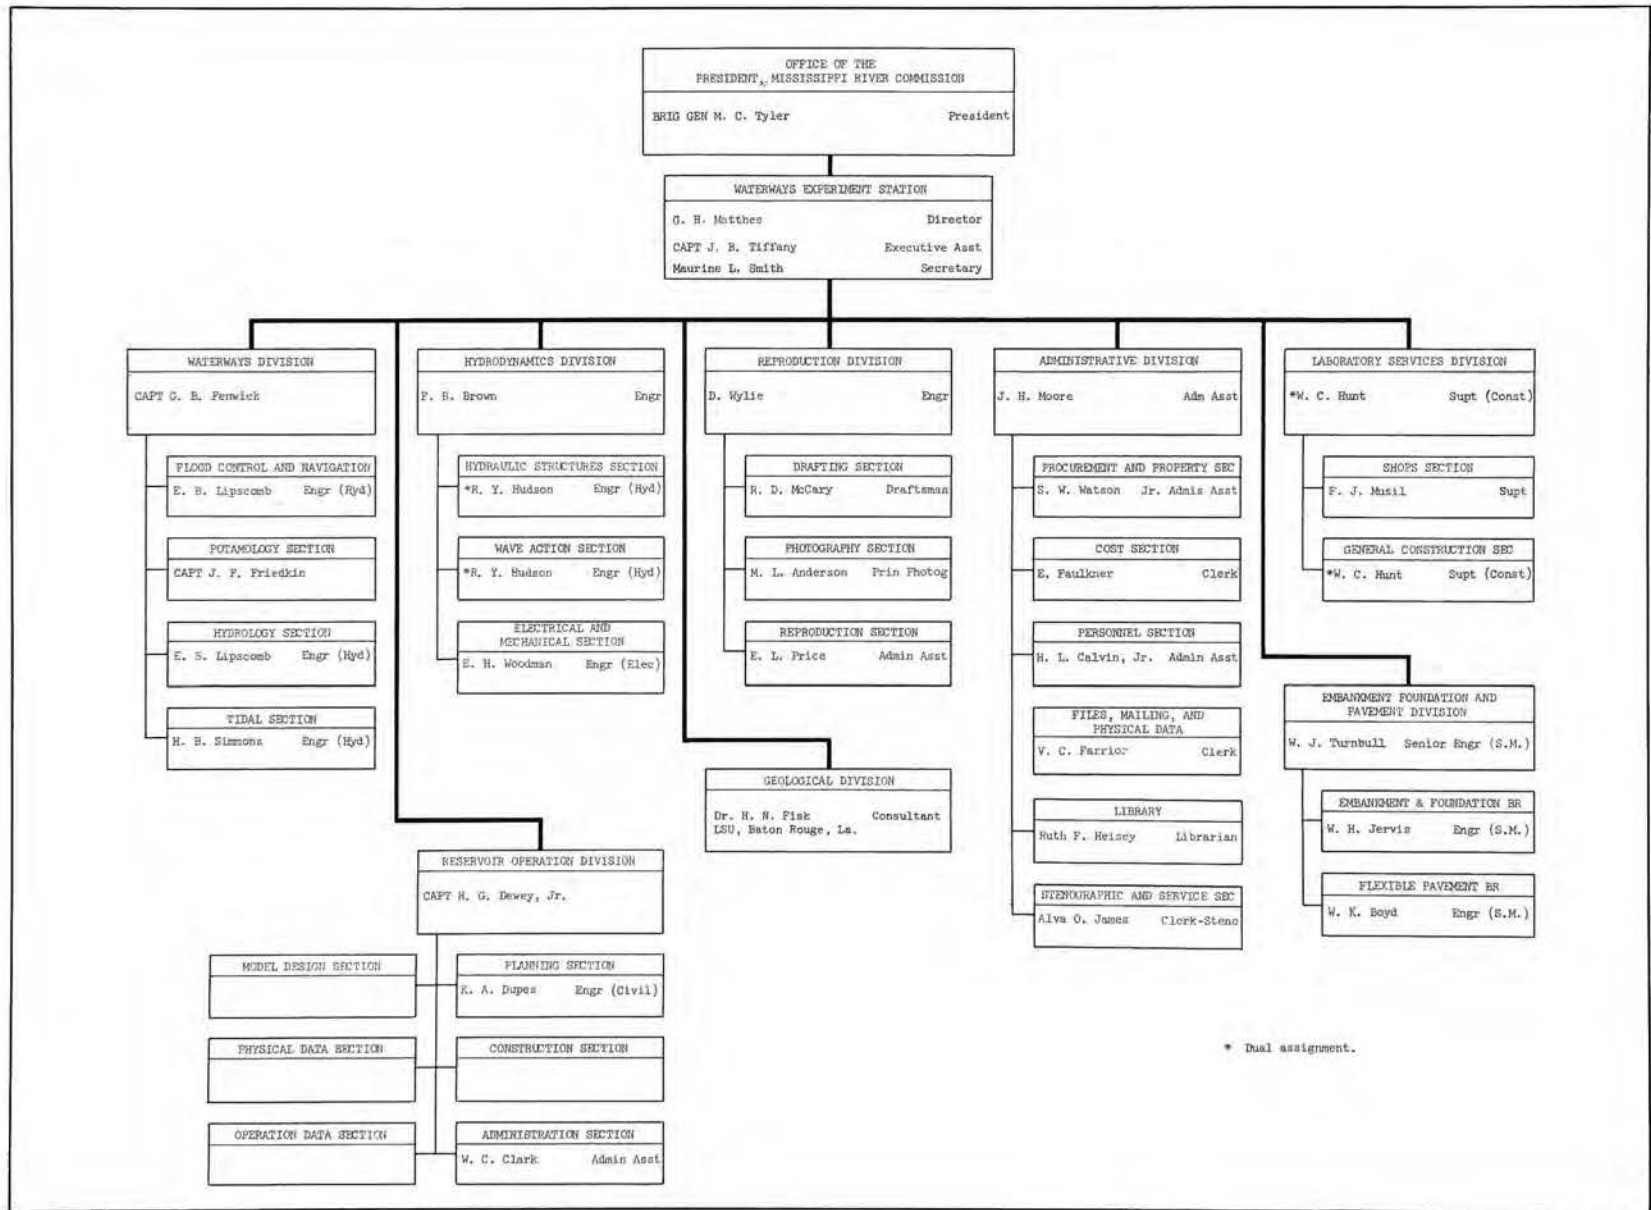 OFFICE OF THE
PRESIDENT, MISSISSIPPI RIVER COMMISSION
BRIG GEN M. C. Tyler President
WATERWAYS EXPERIMENT STATION
G. H. Matthes Director
CAPT J. B. Tiffany Executive Asst
Maurine L. Smith Secretary
WATERWAYS DIVISION
CAPT G. B. Fenwick
FLOOD CONTROL AND NAVIGATION
E. B. Lipscomb Engr (Hyd)
POTAMOLOGY SECTION
CAPT J. F. Friedkin
HYDROLOGY SECTION
E. S. Lipscomb Engr (Hyd)
TIDAL SECTION
H. B. Simmons Engr (Hyd)
HYDRODYNAMICS DIVISION
F. R. Brown Engr
HYDRAULIC STRUCTURES SECTION
*R. Y. Hudson Engr (Hyd)
WAVE ACTION SECTION
*R. Y. Hudson Engr (Hyd)
ELECTRICAL AND
MECHANICAL SECTION
E. H. Woodman Engr (Elec)
REPRODUCTION DIVISION
D. Wylie Engr
DRAFTING SECTION
R. D. McCary Draftsman
PHOTOGRAPHY SECTION
M. L. Anderson Prin Photog
REPRODUCTION SECTION
E. L. Price Admin Asst
ADMINISTRATIVE DIVISION
J. H. Moore Adm Asst
PROCUREMENT AND PROPERTY SEC
S. W. Watson Jr. Admis Asst
COST SECTION
E. Faulkner Clerk
PERSONNEL SECTION
H. L. Calvin, Jr. Admin Asst
FILES, MAILING, AND
PHYSICAL DATA
V. C. Farrior Clerk
LIBRARY
Ruth F. Heisey Librarian
STENOGRAPHIC AND SERVICE SEC
Alva O. James Clerk-Steno
LABORATORY SERVICES DIVISION
*W. C. Hunt Supt (Const)
SHOPS SECTION
F. J. Musil Supt
GENERAL CONSTRUCTION SEC
*W. C. Hunt Supt (Const)
EMBANKMENT FOUNDATION AND
PAVEMENT DIVISION
W. J. Turnbull Senior Engr (S.M.)
EMBANKMENT & FOUNDATION BR
W. H. Jervis Engr (S.M.)
FLEXIBLE PAVEMENT BR
W. K. Boyd Engr (S.M.)
GEOLOGICAL DIVISION
Dr. H. N. Fisk Consultant
LSU, Baton Rouge, La.
RESERVOIR OPERATION DIVISION
CAPT H. G. Dewey, Jr.
MODEL DESIGN SECTION
PLANNING SECTION
K. A. Dupes Engr (Civil)
PHYSICAL DATA SECTION
CONSTRUCTION SECTION
OPERATION DATA SECTION
ADMINISTRATION SECTION
W. C. Clark Admin Asst
* Dual assignment.